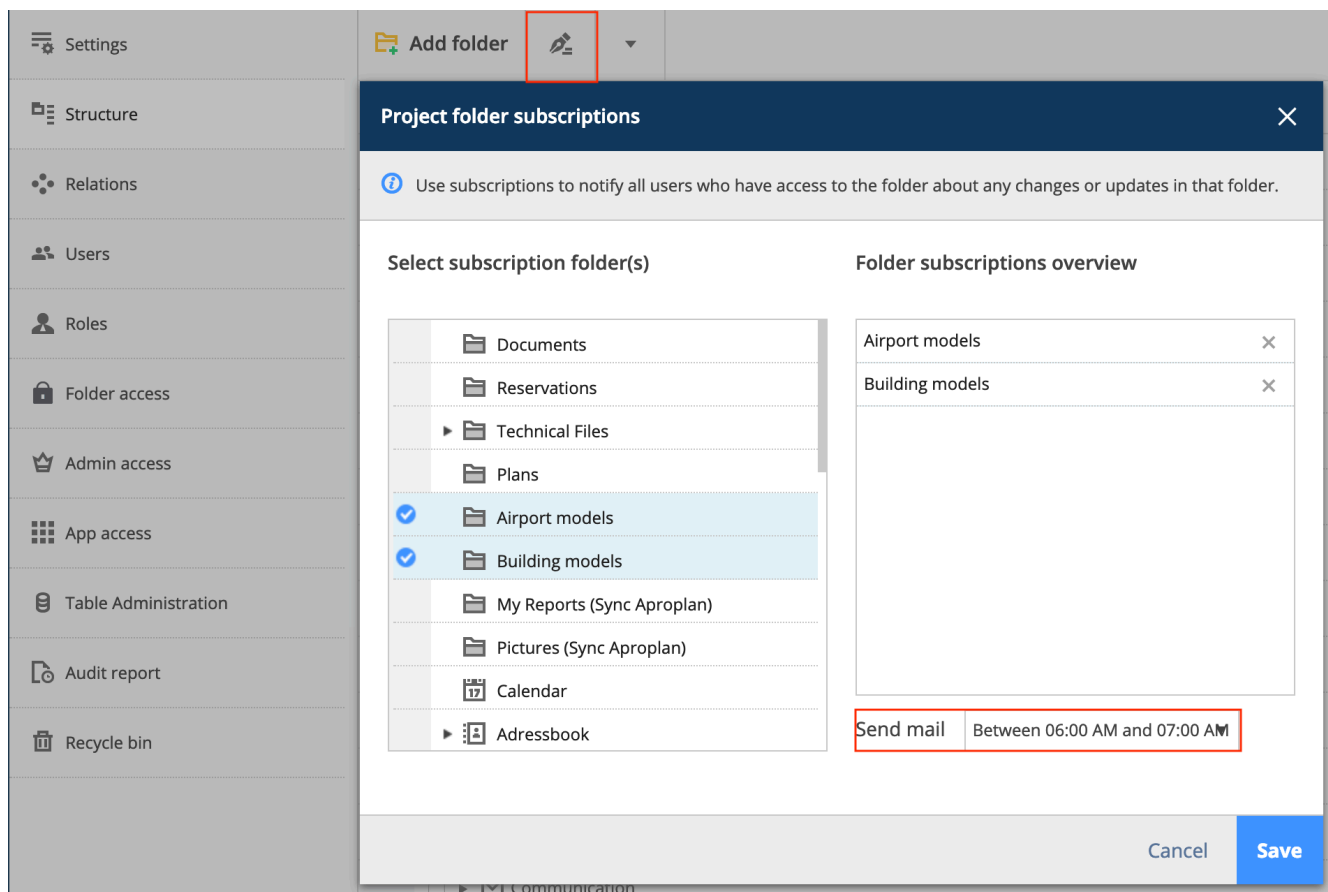 Settings
Structure
Relations
Users
Roles
Folder access
Admin access
App access
Table Administration
Audit report
Recycle bin
Add folder
Project folder subscriptions
Use subscriptions to notify all users who have access to the folder about any changes or updates in that folder.
Select subscription folder(s)
Documents
Reservations
Technical Files
Plans
Airport models
Building models
My Reports (Sync Aproplan)
Pictures (Sync Aproplan)
17 Calendar
Adressbook
Folder subscriptions overview
Airport models
Building models
Send mail Between 06:00 AM and 07:00 AM
Cancel Save
Communication